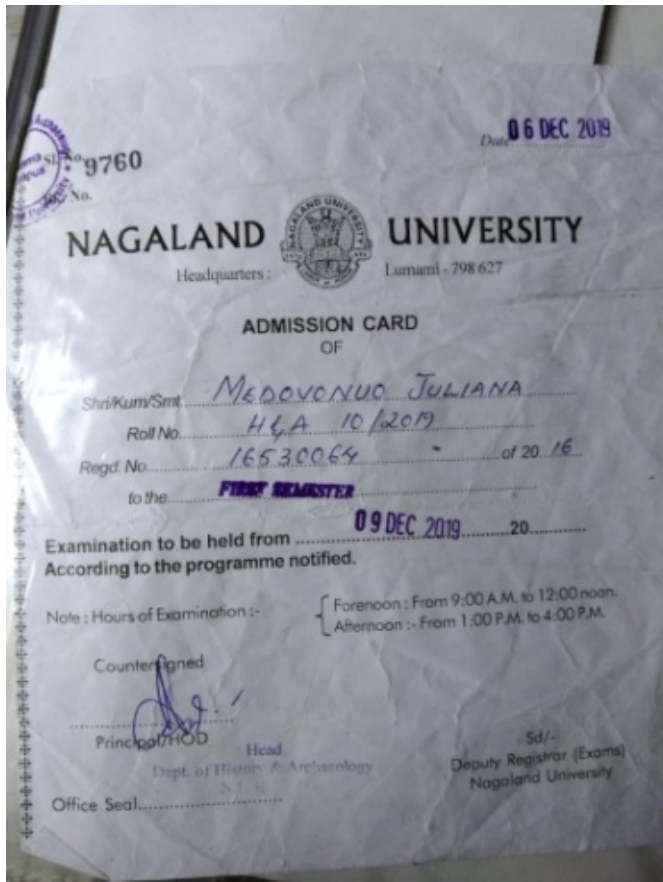 Date 06 DEC 2019
Sl. No. 9760
No.
NAGALAND UNIVERSITY
Headquarters : Lumami - 798 627
ADMISSION CARD
OF
Shri/Kum/Smt. MEDOVONUO JULIANA
Roll No. H&A 10/2019
Regd. No. 16530064 of 20 16
to the FIRST SEMESTER
Examination to be held from 09 DEC 2019 20
According to the programme notified.
Note : Hours of Examination :- Forenoon : From 9:00 A.M. to 12:00 noon.
Afternoon :- From 1:00 P.M. to 4:00 P.M.
Countersigned
Principal/HOD
Head
Dept. of History & Archaeology
Sd/-
Deputy Registrar (Exams)
Nagaland University
Office Seal